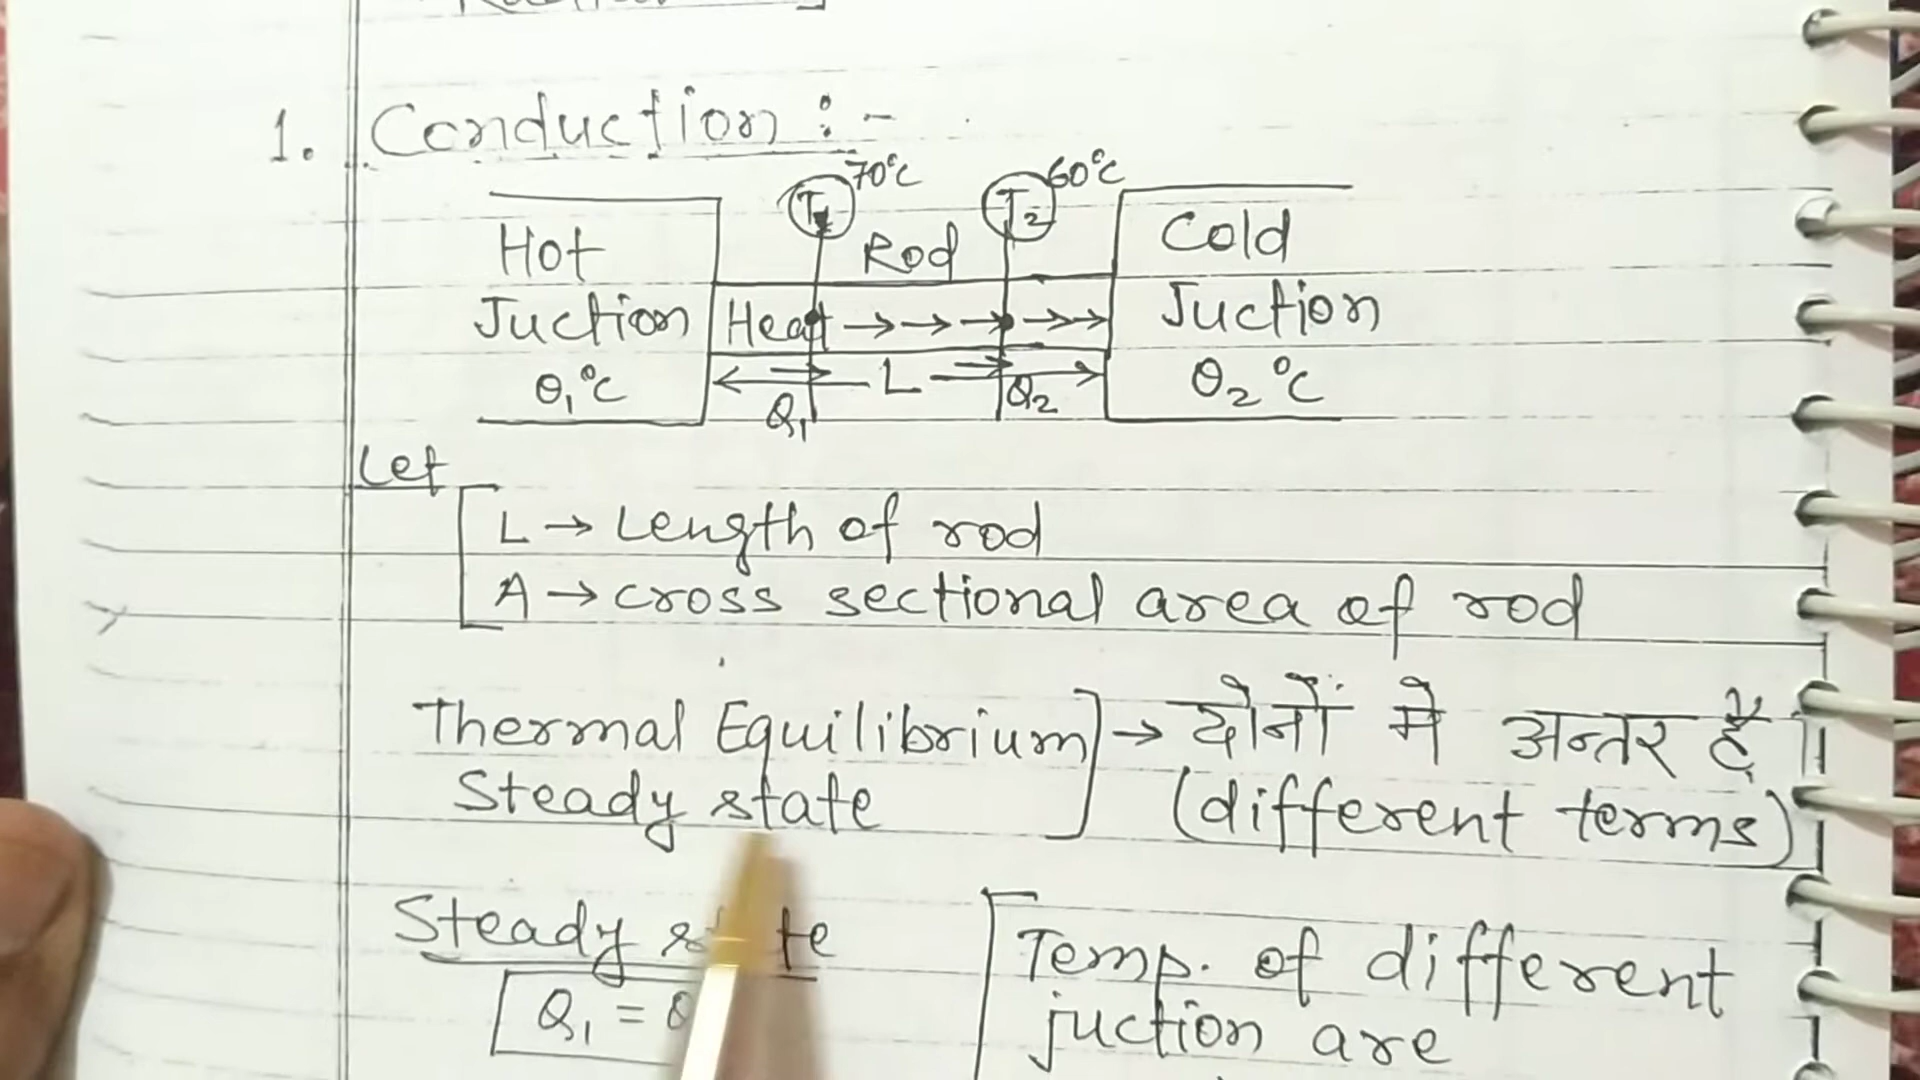 1. Conduction :-
T1 70°C T2 60°C
Hot Juction θ1°C
Rod
Heat → → → → →
L
Q1 Q2
Cold Juction θ2 °C
Let
L → Length of rod
A → cross sectional area of rod
Thermal Equilibrium
Steady state
→ दोनों मे अन्तर है
(different terms)
Steady
Q1 =
Temp. of different
juction are